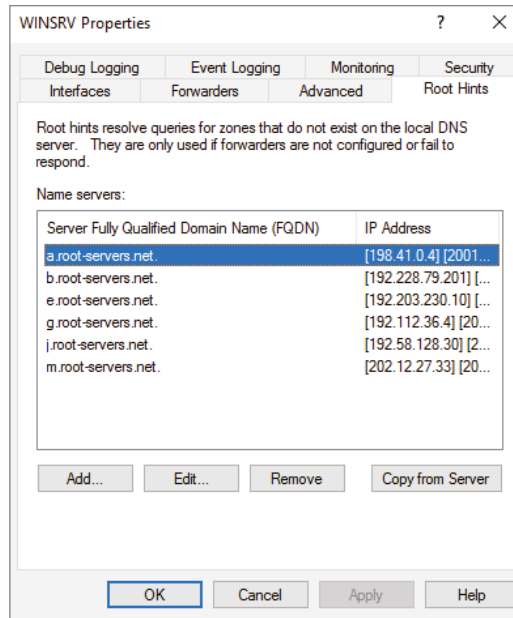 WINSRV Properties ? ×
Debug Logging Event Logging Monitoring Security
Interfaces Forwarders Advanced Root Hints
Root hints resolve queries for zones that do not exist on the local DNS
server. They are only used if forwarders are not configured or fail to
respond.
Name servers:
Server Fully Qualified Domain Name (FQDN) IP Address
a.root-servers.net. [198.41.0.4] [2001...
b.root-servers.net. [192.228.79.201] [...
e.root-servers.net. [192.203.230.10] [...
g.root-servers.net. [192.112.36.4] [20...
j.root-servers.net. [192.58.128.30] [2...
m.root-servers.net. [202.12.27.33] [20...
Add... Edit... Remove Copy from Server
OK Cancel Apply Help